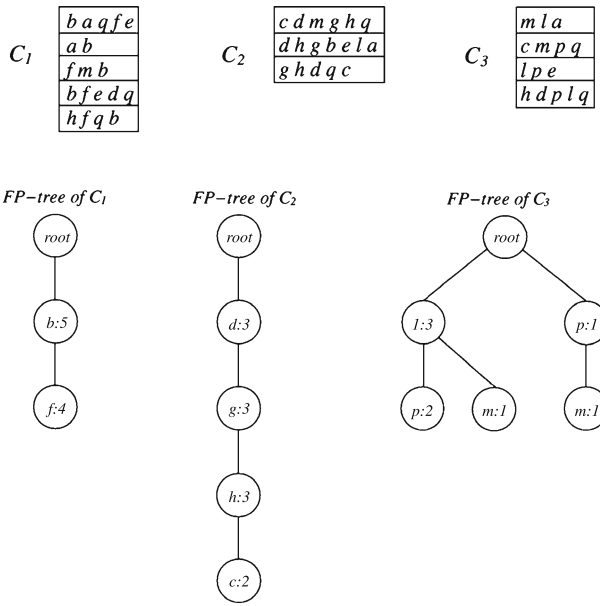 C1
b a q f e
a b
f m b
b f e d q
h f q b
C2
c d m g h q
d h g b e l a
g h d q c
C3
m l a
c m p q
l p e
h d p l q
FP-tree of C1
root
b:5
f:4
FP-tree of C2
root
d:3
g:3
h:3
c:2
FP-tree of C3
root
l:3
p:1
p:2
m:1
m:1